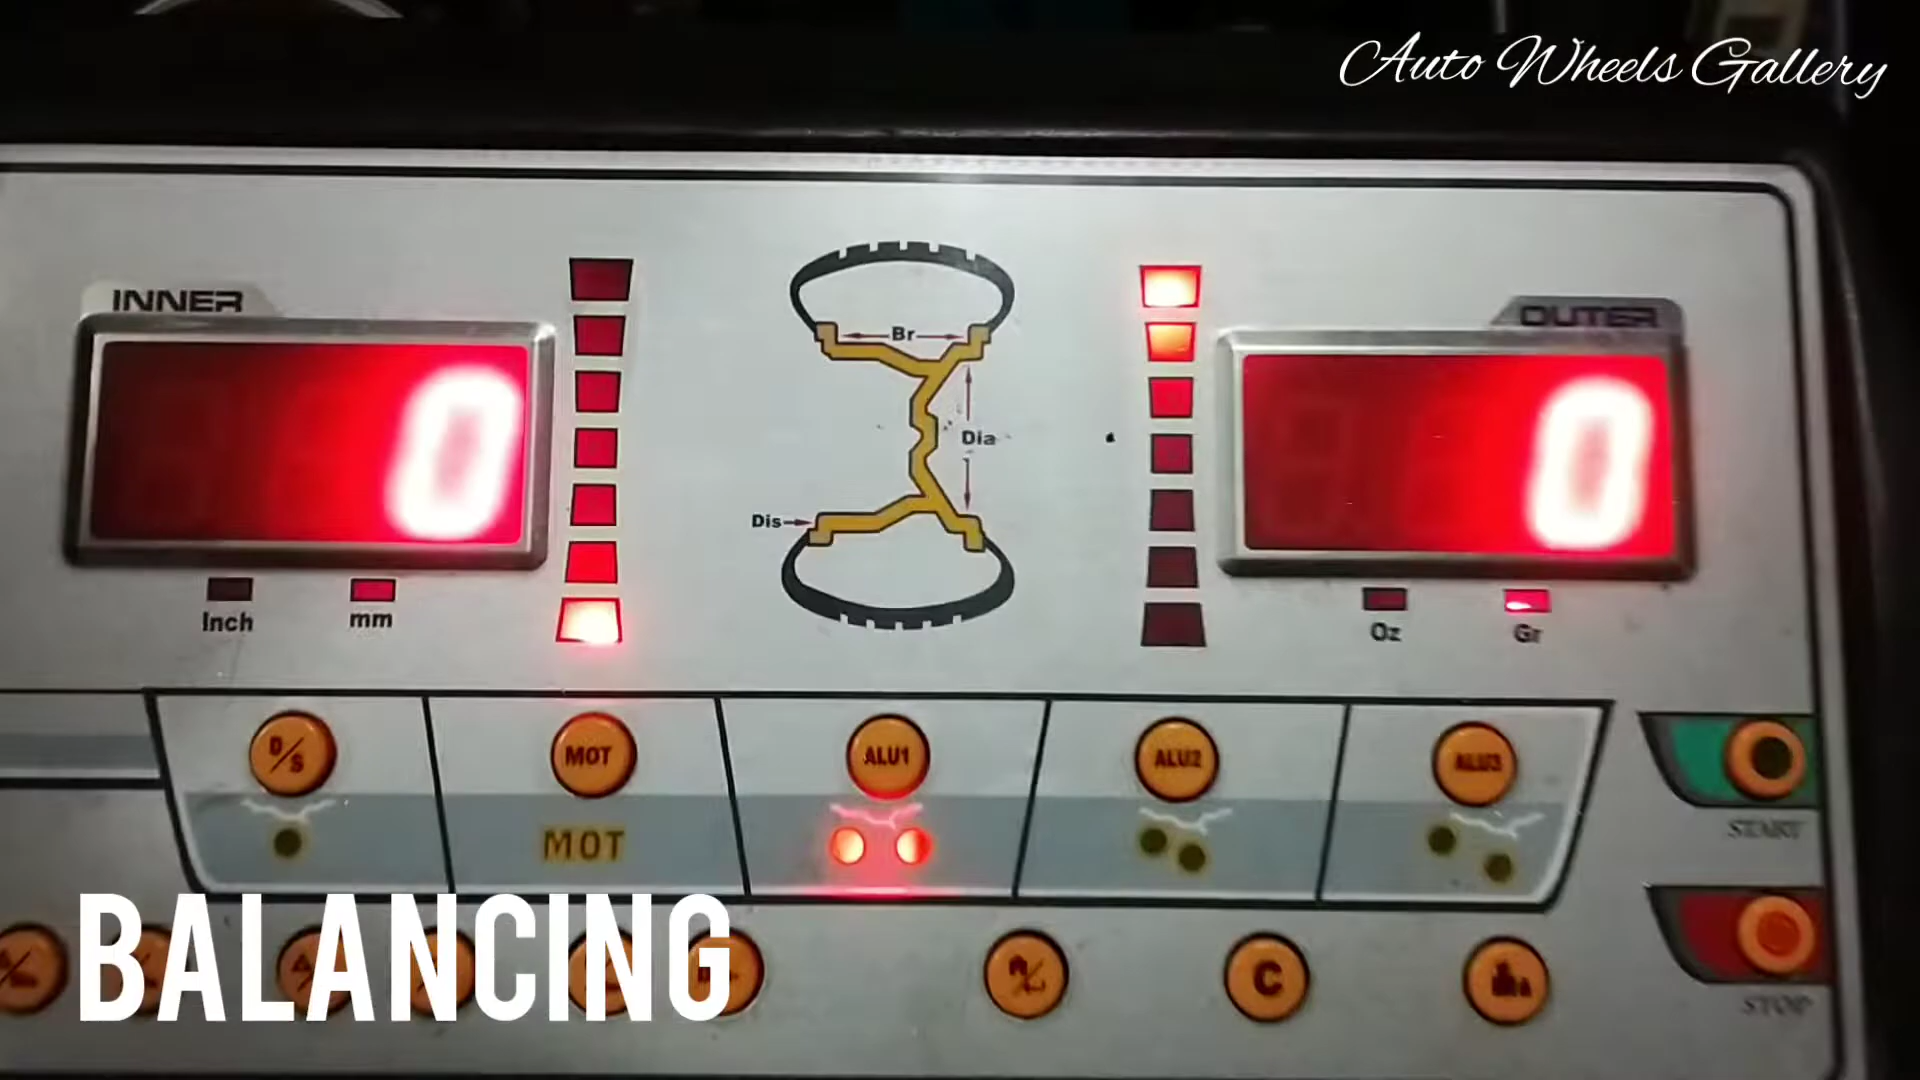 Auto Wheels Gallery
INNER
OUTER
Br
Dia
Dis
0
0
Inch
mm
Oz
Gr
D/S
MOT
ALU1
ALU2
ALU3
MOT
START
BALANCING
C
STOP